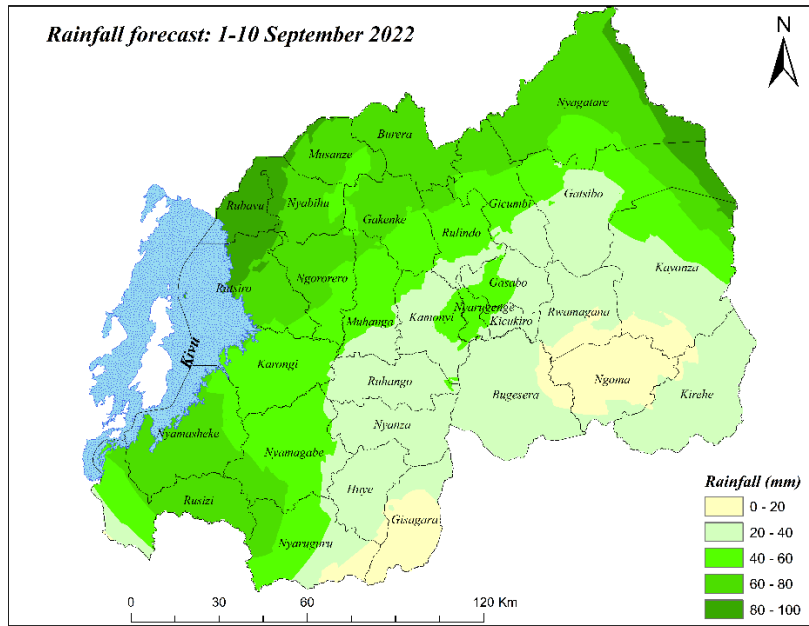 Rainfall forecast: 1-10 September 2022
N
Nyagatare
Burera
Musanze
Rubavu
Nyabihu
Gakenke
Gicumbi
Gatsibo
Rulindo
Rutsiro
Ngororero
Kayonza
Gasabo
Muhanga
Kamonyi
Nyarugenge
Kicukiro
Rwamagana
Kivu
Karongi
Ruhango
Bugesera
Ngoma
Kirehe
Nyamasheke
Nyamagabe
Nyanza
Rusizi
Huye
Gisagara
Nyaruguru
Rainfall (mm)
0 - 20
20 - 40
40 - 60
60 - 80
80 - 100
0 30 60 120 Km